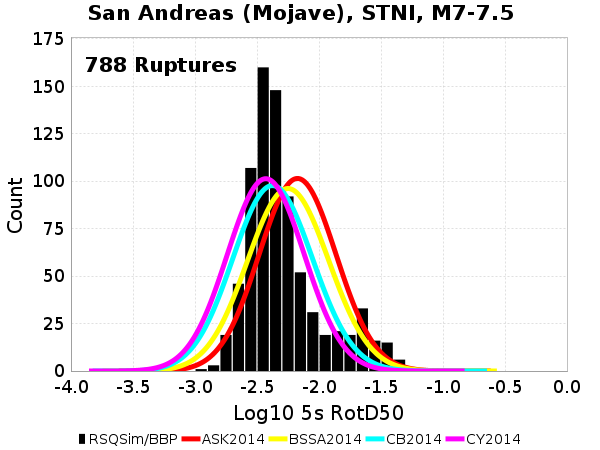 San Andreas (Mojave), STNI, M7-7.5
175
788 Ruptures
150
125
100
75
50
25
0
Count
-4.0 -3.5 -3.0 -2.5 -2.0 -1.5 -1.0 -0.5 0.0
Log10 5s RotD50
RSQSim/BBP ASK2014 BSSA2014 CB2014 CY2014